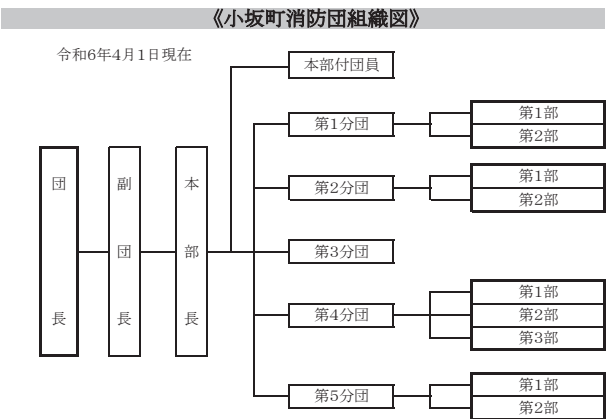 《小坂町消防団組織図》
令和6年4月1日現在
本部付団員
第1分団
第1部
第2部
団長
副団長
本部長
第2分団
第1部
第2部
第3分団
第4分団
第1部
第2部
第3部
第5分団
第1部
第2部